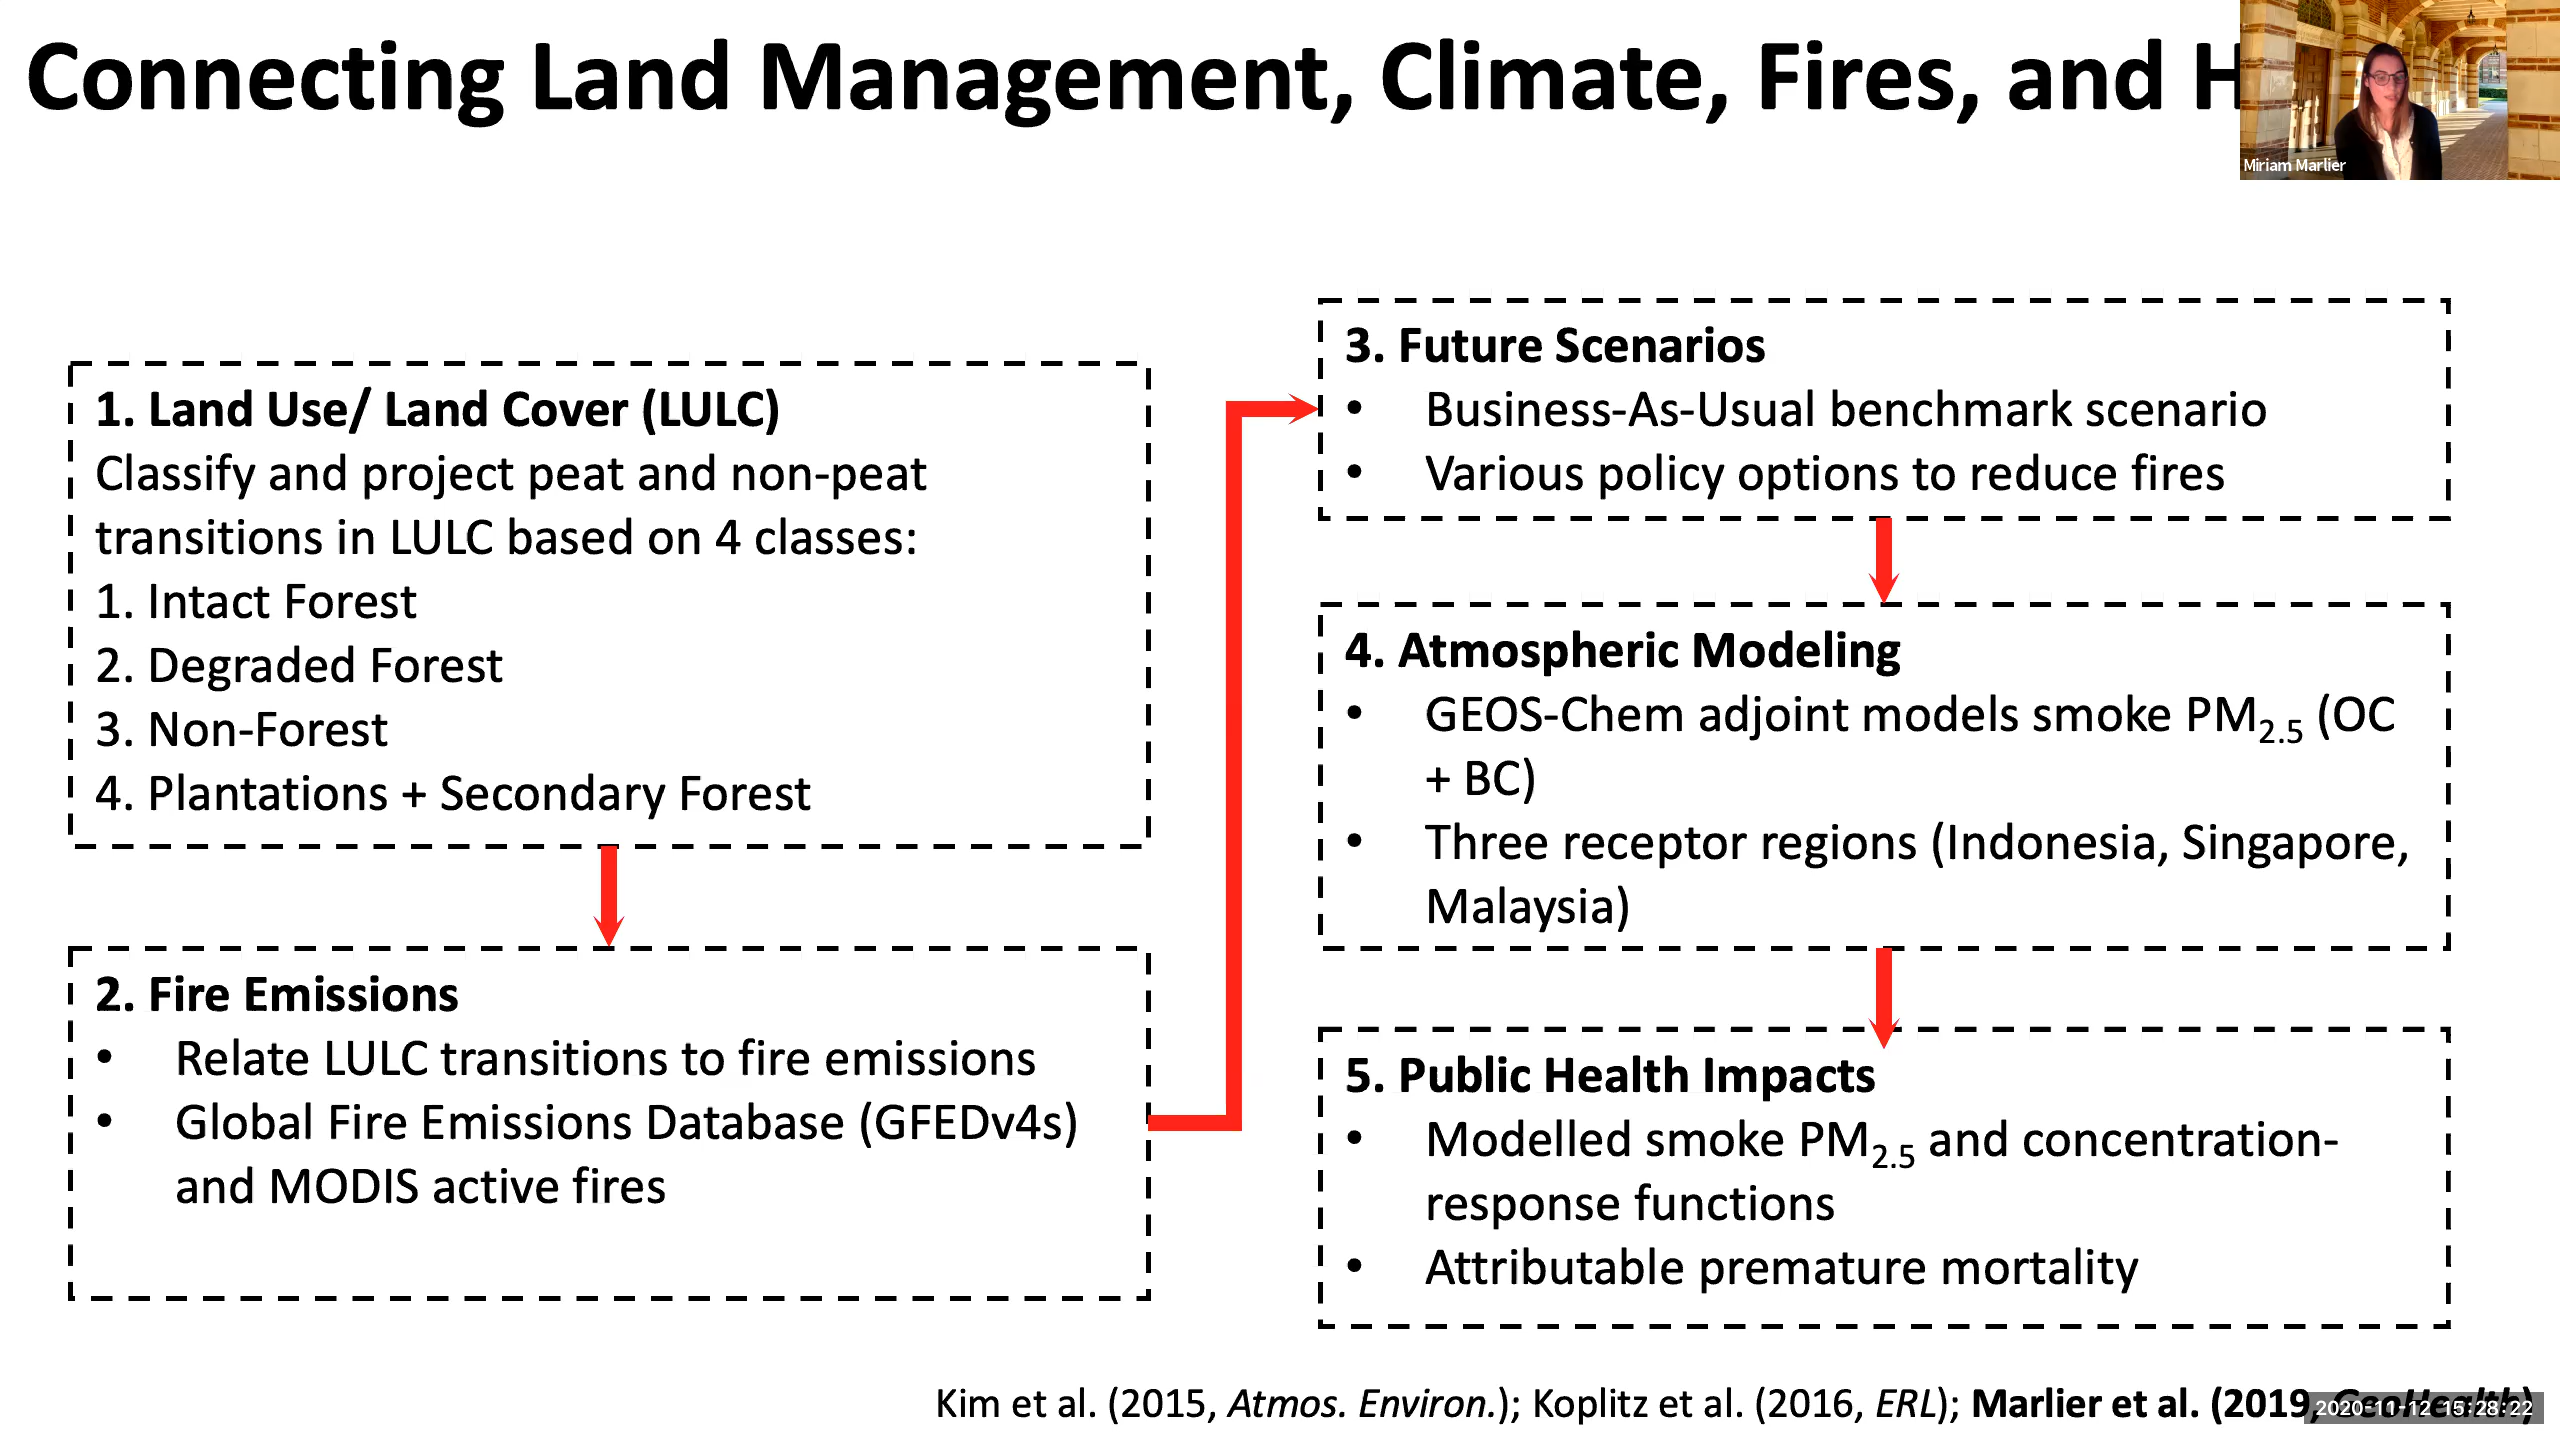 Connecting Land Management, Climate, Fires, and H
Miriam Marlier
1. Land Use/ Land Cover (LULC)
Classify and project peat and non-peat
transitions in LULC based on 4 classes:
1. Intact Forest
2. Degraded Forest
3. Non-Forest
4. Plantations + Secondary Forest
2. Fire Emissions
• Relate LULC transitions to fire emissions
• Global Fire Emissions Database (GFEDv4s)
and MODIS active fires
3. Future Scenarios
• Business-As-Usual benchmark scenario
• Various policy options to reduce fires
4. Atmospheric Modeling
• GEOS-Chem adjoint models smoke PM2.5 (OC
+ BC)
• Three receptor regions (Indonesia, Singapore,
Malaysia)
5. Public Health Impacts
• Modelled smoke PM2.5 and concentration-
response functions
• Attributable premature mortality
Kim et al. (2015, Atmos. Environ.); Koplitz et al. (2016, ERL); Marlier et al. (2019, GeoHealth)
2020-11-12 15:28:22